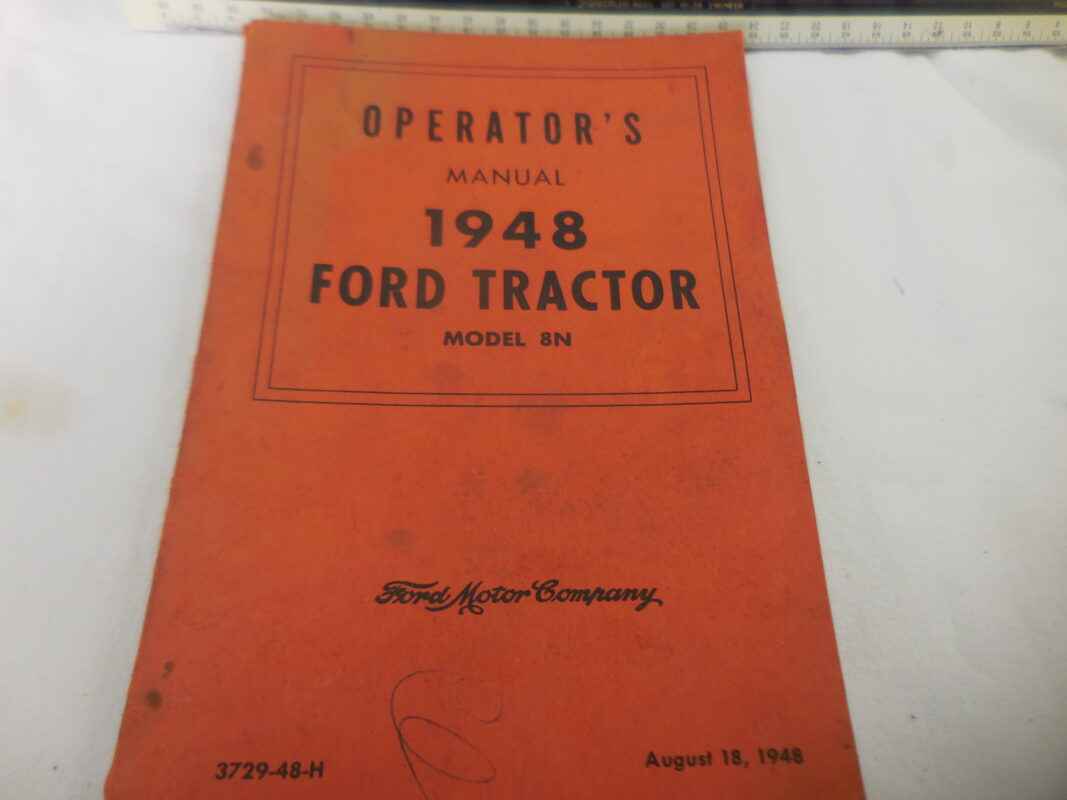 OPERATOR'S
MANUAL
1948
FORD TRACTOR
MODEL 8N
Ford Motor Company
3729-48-H
August 18, 1948